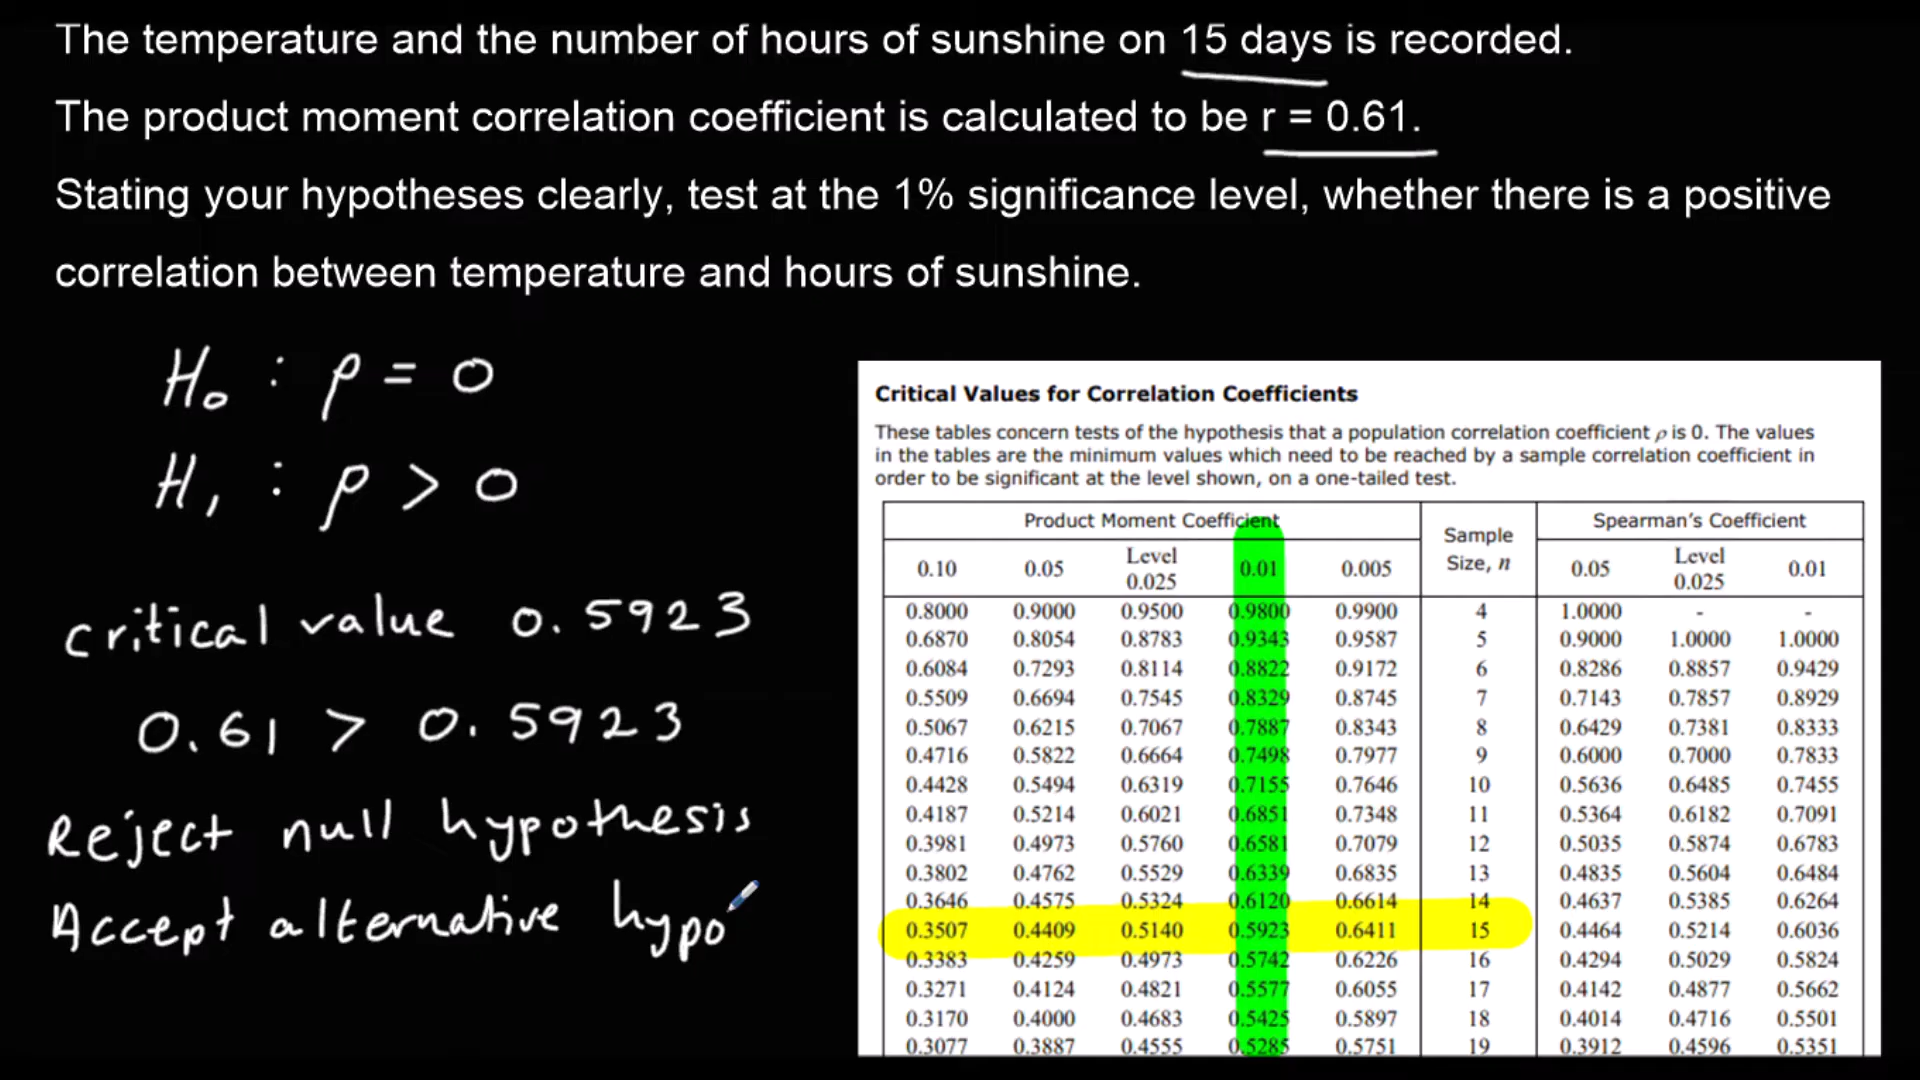 The temperature and the number of hours of sunshine on 15 days is recorded.
The product moment correlation coefficient is calculated to be r = 0.61.
Stating your hypotheses clearly, test at the 1% significance level, whether there is a positive
correlation between temperature and hours of sunshine.
H₀ : ρ = 0
H₁ : ρ > 0
critical value 0.5923
0.61 > 0.5923
Reject null hypothesis
Accept alternative hypo
Critical Values for Correlation Coefficients
These tables concern tests of the hypothesis that a population correlation coefficient ρ is 0. The values
in the tables are the minimum values which need to be reached by a sample correlation coefficient in
order to be significant at the level shown, on a one-tailed test.
Product Moment Coefficient Sample Size, n Spearman's Coefficient
Level Level
0.10 0.05 0.025 0.01 0.005 0.05 0.025 0.01
0.8000 0.9000 0.9500 0.9800 0.9900 4 1.0000 - -
0.6870 0.8054 0.8783 0.9343 0.9587 5 0.9000 1.0000 1.0000
0.6084 0.7293 0.8114 0.8822 0.9172 6 0.8286 0.8857 0.9429
0.5509 0.6694 0.7545 0.8329 0.8745 7 0.7143 0.7857 0.8929
0.5067 0.6215 0.7067 0.7887 0.8343 8 0.6429 0.7381 0.8333
0.4716 0.5822 0.6664 0.7498 0.7977 9 0.6000 0.7000 0.7833
0.4428 0.5494 0.6319 0.7155 0.7646 10 0.5636 0.6485 0.7455
0.4187 0.5214 0.6021 0.6851 0.7348 11 0.5364 0.6182 0.7091
0.3981 0.4973 0.5760 0.6581 0.7079 12 0.5035 0.5874 0.6783
0.3802 0.4762 0.5529 0.6339 0.6835 13 0.4835 0.5604 0.6484
0.3646 0.4575 0.5324 0.6120 0.6614 14 0.4637 0.5385 0.6264
0.3507 0.4409 0.5140 0.5923 0.6411 15 0.4464 0.5214 0.6036
0.3383 0.4259 0.4973 0.5742 0.6226 16 0.4294 0.5029 0.5824
0.3271 0.4124 0.4821 0.5577 0.6055 17 0.4142 0.4877 0.5662
0.3170 0.4000 0.4683 0.5425 0.5897 18 0.4014 0.4716 0.5501
0.3077 0.3887 0.4555 0.5285 0.5751 19 0.3912 0.4596 0.5351